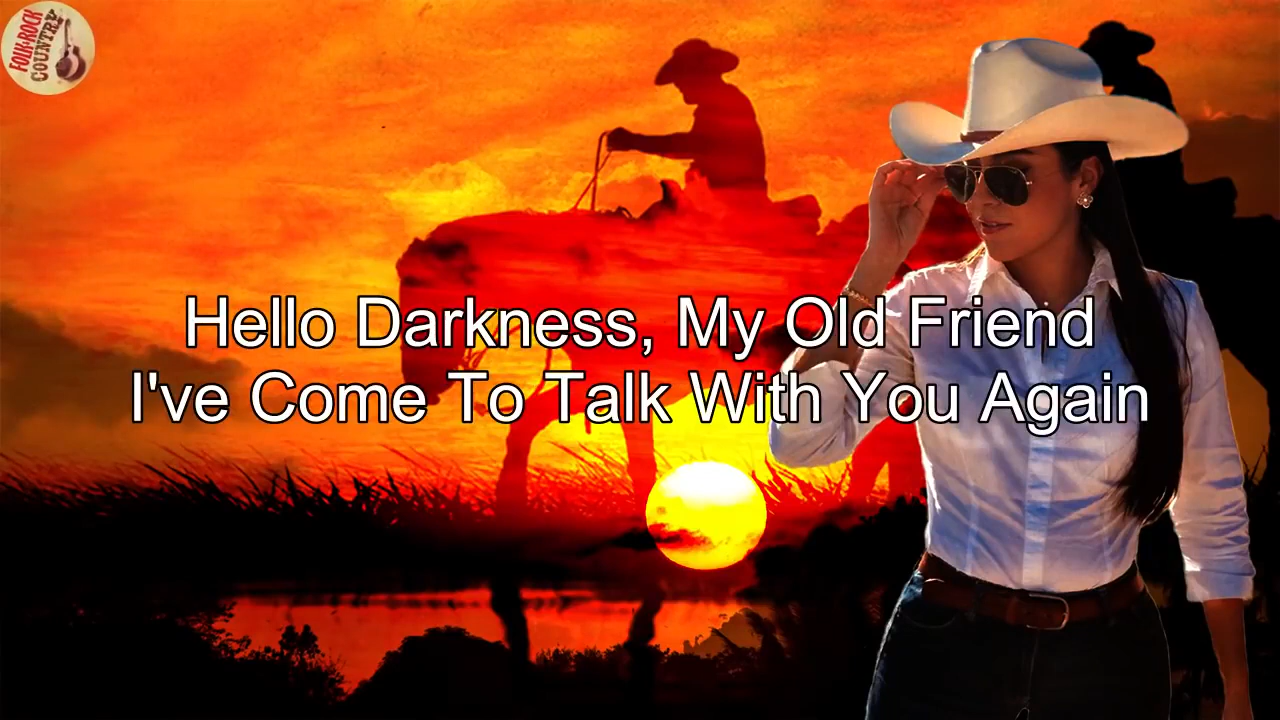 FOLK-ROCK
COUNTRY
Hello Darkness, My Old Friend
I've Come To Talk With You Again